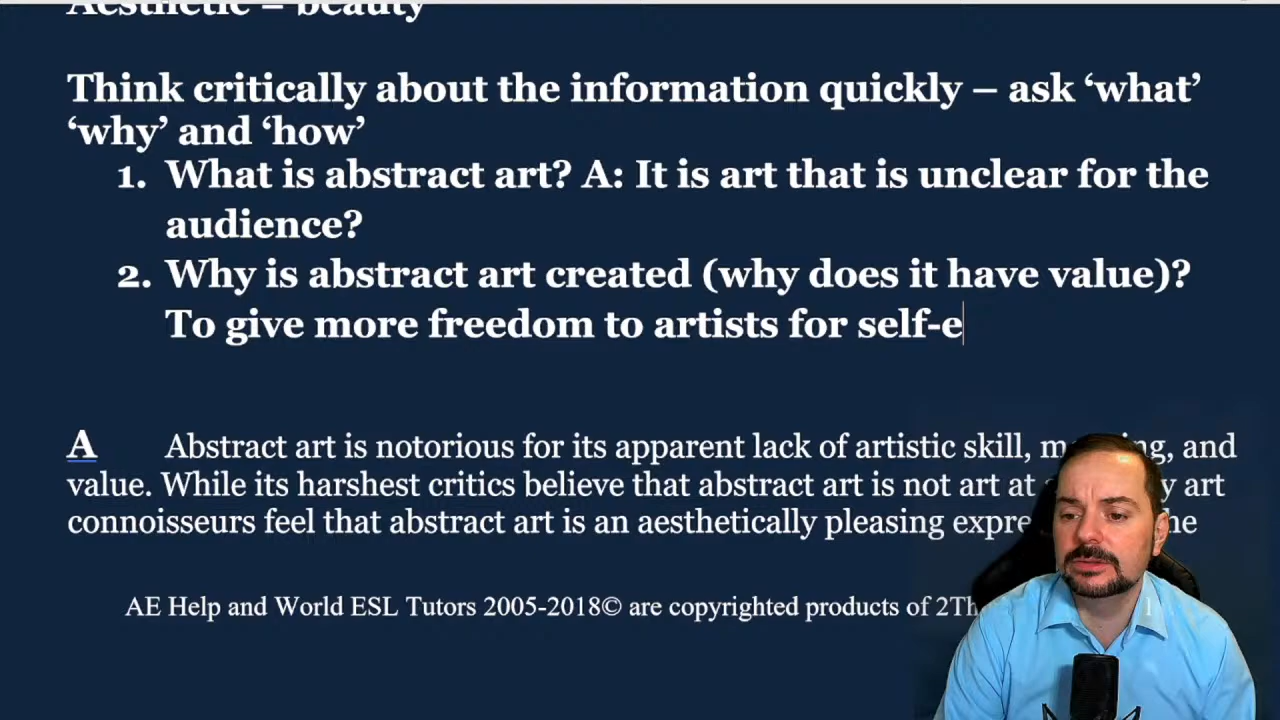 Aesthetic = beauty
Think critically about the information quickly – ask ‘what’
‘why’ and ‘how’
1. What is abstract art? A: It is art that is unclear for the
audience?
2. Why is abstract art created (why does it have value)?
To give more freedom to artists for self-e
A Abstract art is notorious for its apparent lack of artistic skill, and
value. While its harshest critics believe that abstract art is not art at art
connoisseurs feel that abstract art is an aesthetically pleasing
AE Help and World ESL Tutors 2005-2018© are copyrighted products of 1